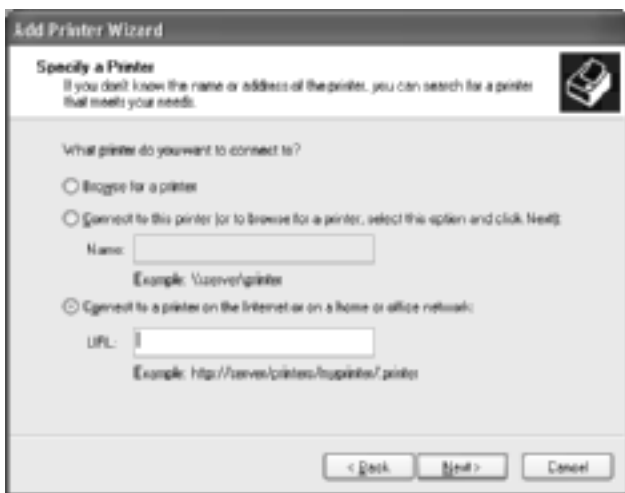 Add Printer Wizard
Specify a Printer
If you don't know the name or address of the printer, you can search for a printer
that meets your needs.
What printer do you want to connect to?
Browse for a printer
Connect to this printer (or to browse for a printer, select this option and click Next):
Name:
Example: \\server\printer
Connect to a printer on the Internet or on a home or office network:
URL:
Example: http://server/printers/myprinter/.printer
< Back
Next >
Cancel